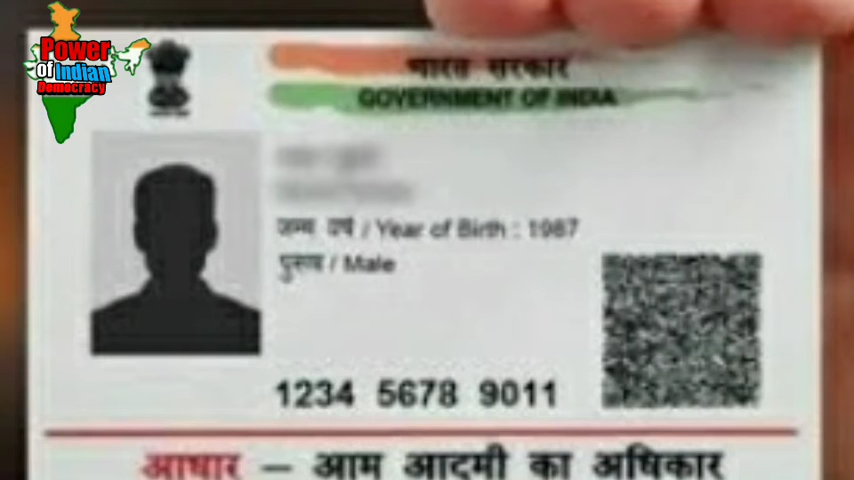 Power
of Indian
Democracy
भारत सरकार
GOVERNMENT OF INDIA
जन्म वर्ष / Year of Birth : 1987
पुरुष / Male
1234 5678 9011
आधार – आम आदमी का अधिकार